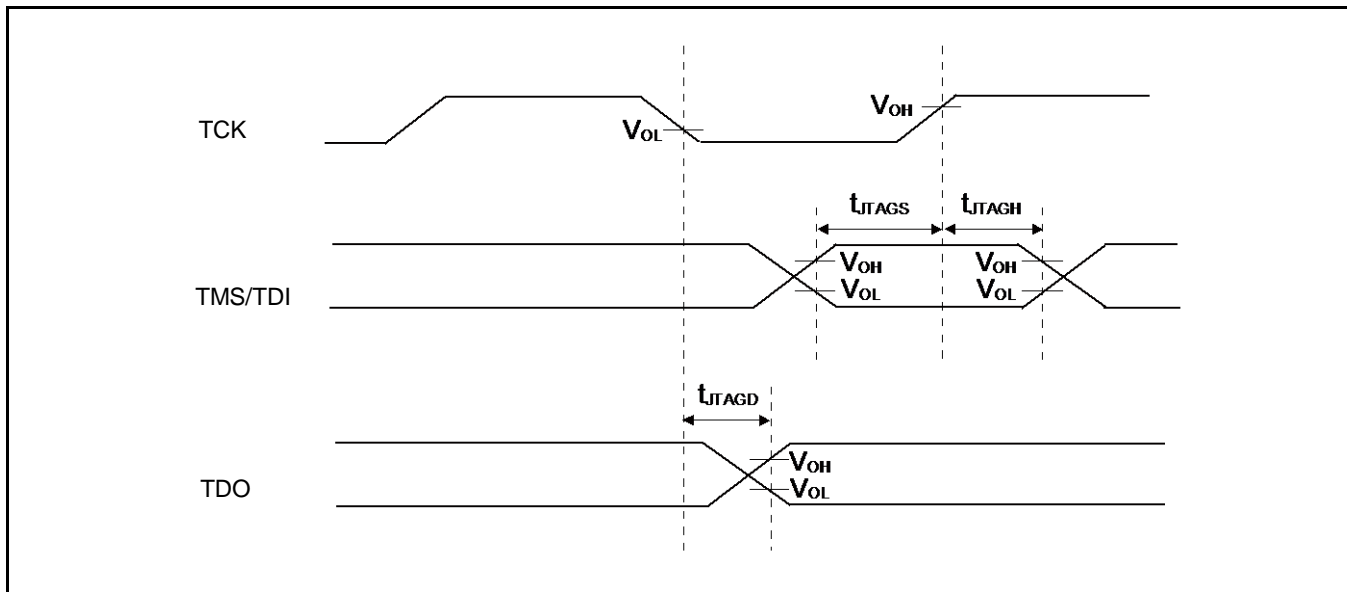 TCK
VOL
VOH
tJTAGS
tJTAGH
TMS/TDI
VOH
VOL
VOH
VOL
tJTAGD
TDO
VOH
VOL